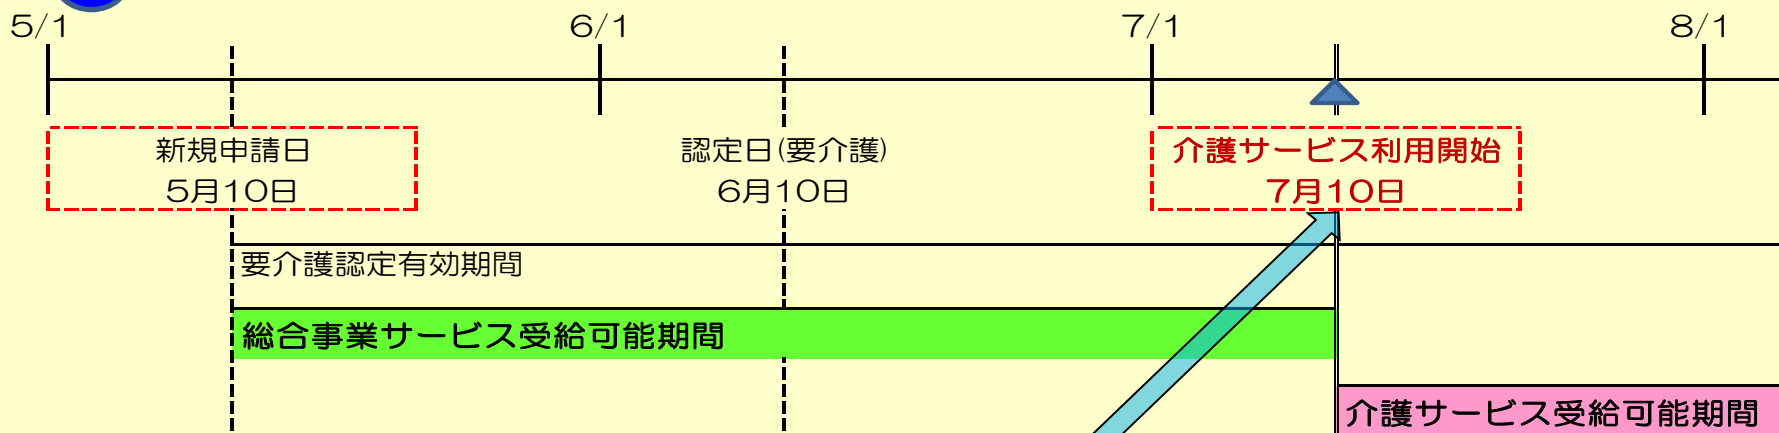 5/1
6/1
7/1
8/1
新規申請日
5月10日
認定日(要介護)
6月10日
介護サービス利用開始
7月10日
要介護認定有効期間
総合事業サービス受給可能期間
介護サービス受給可能期間